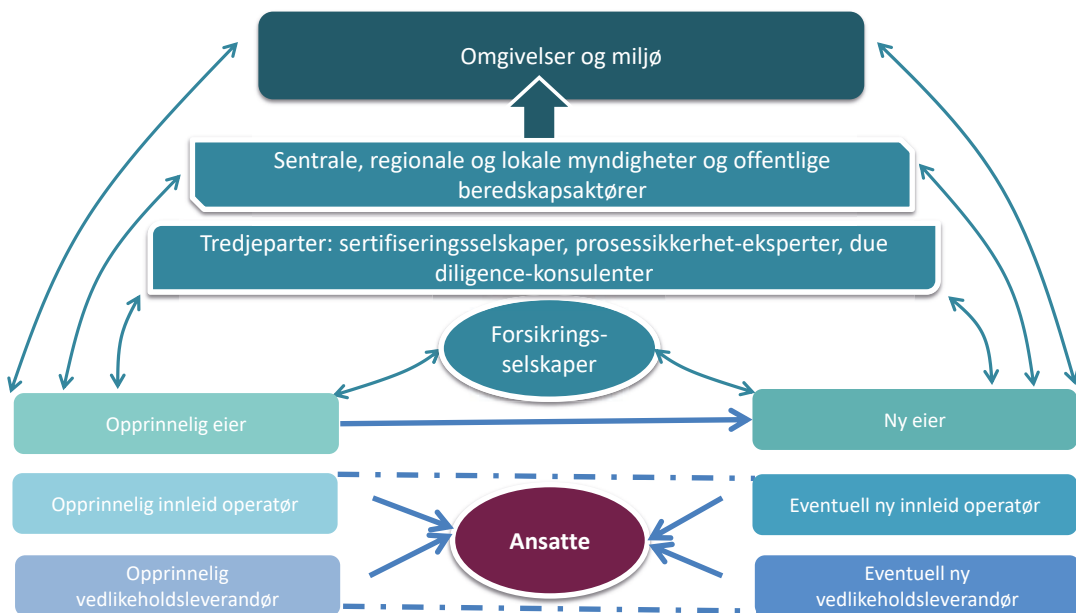 Omgivelser og miljø
Sentrale, regionale og lokale myndigheter og offentlige
beredskapsaktører
Tredjeparter: sertifiseringsselskaper, prosessikkerhet-eksperter, due
diligence-konsulenter
Forsikrings-
selskaper
Opprinnelig eier
Ny eier
Opprinnelig innleid operatør
Eventuell ny innleid operatør
Ansatte
Opprinnelig
vedlikeholdsleverandør
Eventuell ny
vedlikeholdsleverandør